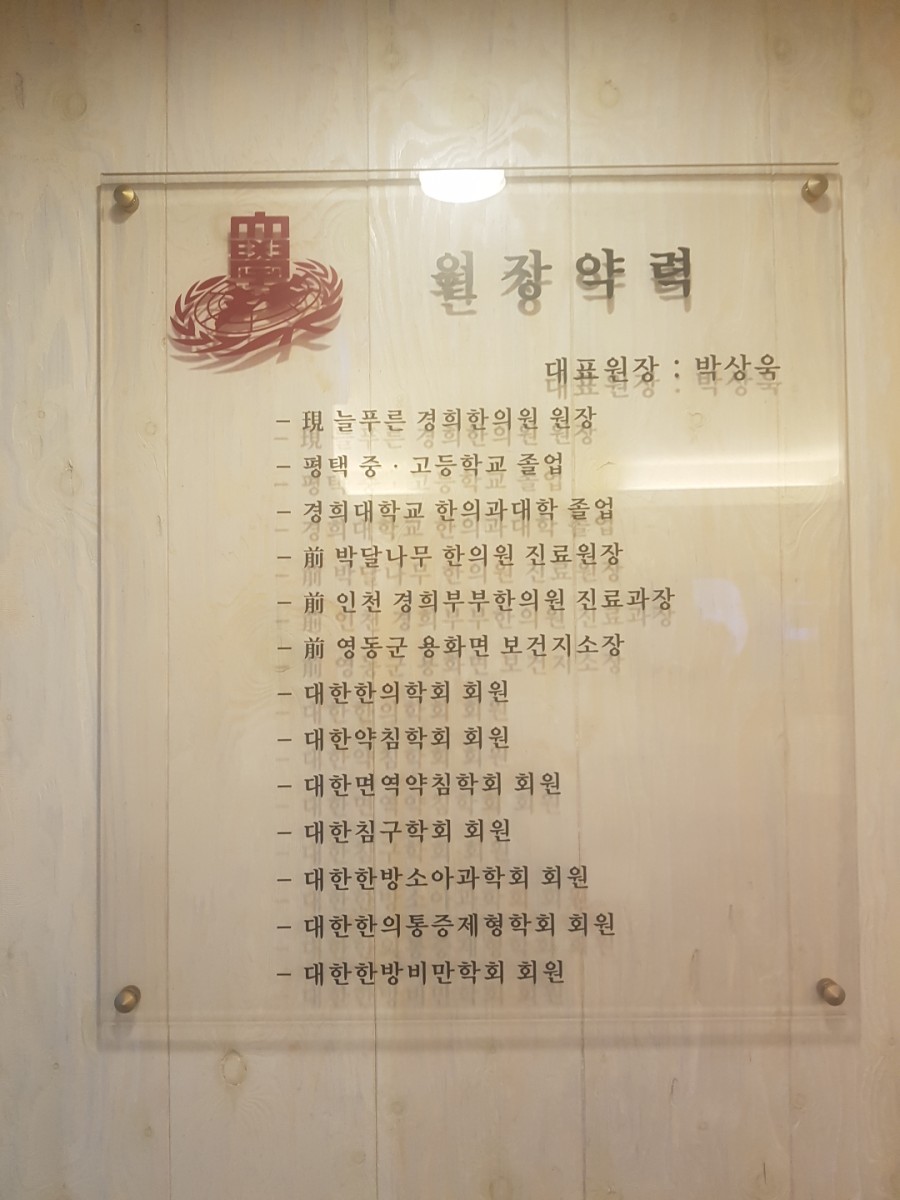 원장약력
대표원장 : 박상욱
- 現 늘푸른 경희한의원 원장
- 평택 중 · 고등학교 졸업
- 경희대학교 한의과대학 졸업
- 前 박달나무 한의원 진료원장
- 前 인천 경희부부한의원 진료과장
- 前 영동군 용화면 보건지소장
- 대한한의학회 회원
- 대한약침학회 회원
- 대한면역약침학회 회원
- 대한침구학회 회원
- 대한한방소아과학회 회원
- 대한한의통증제형학회 회원
- 대한한방비만학회 회원